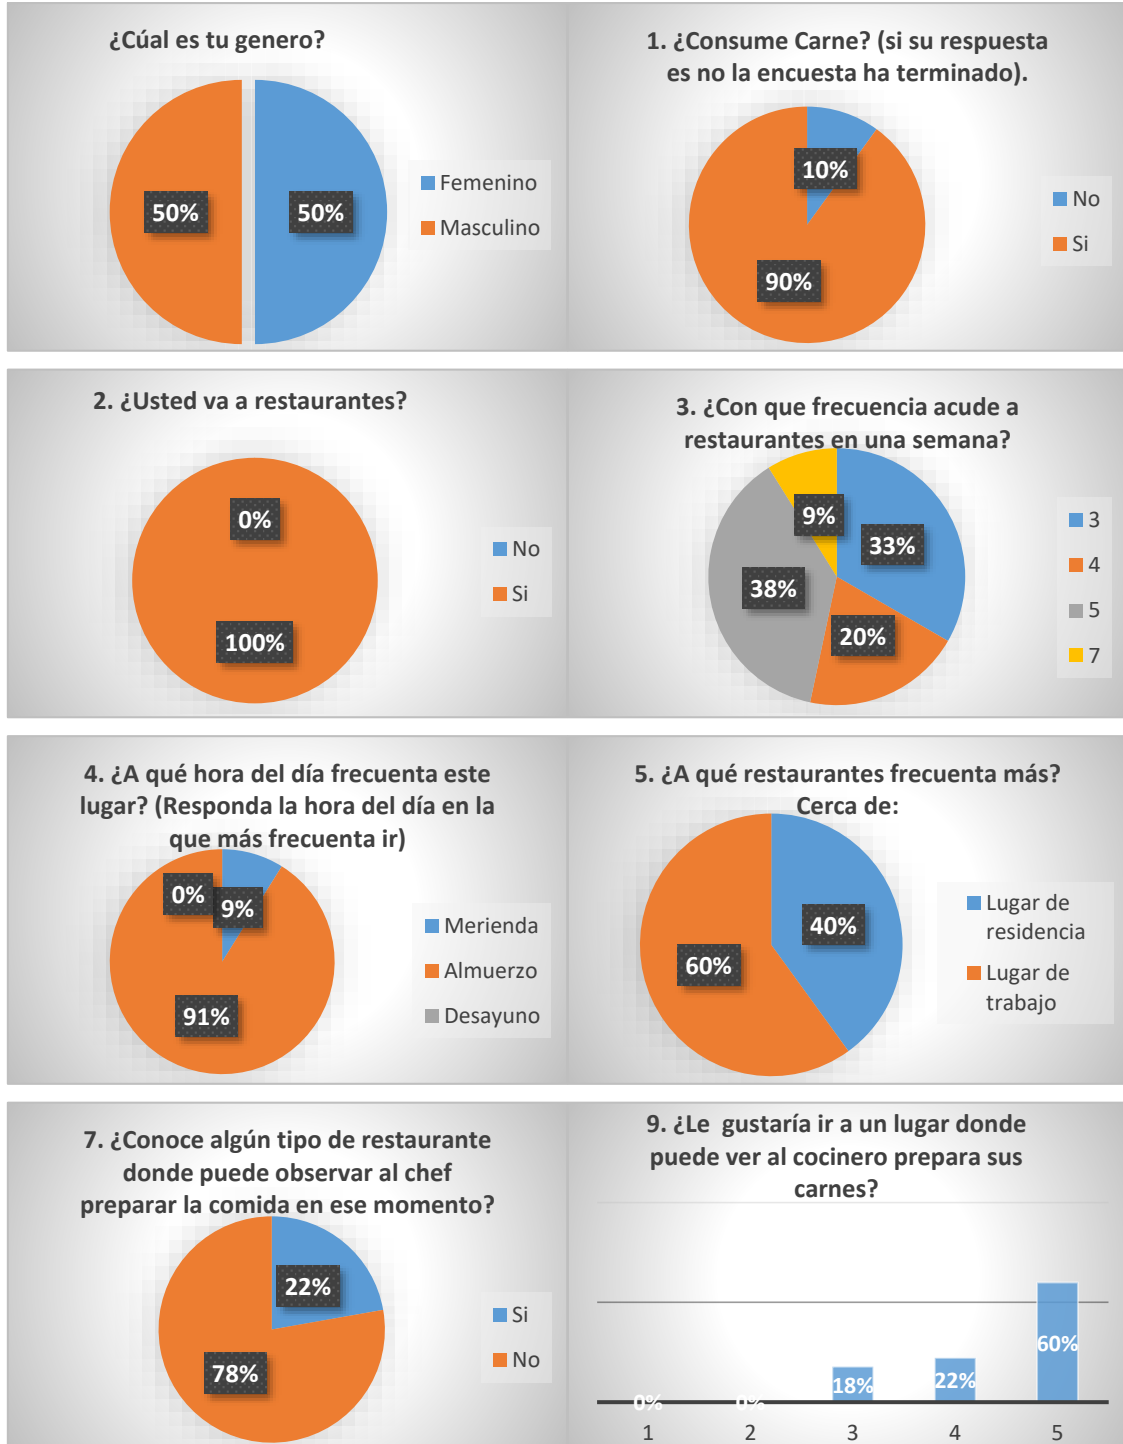 ¿Cúal es tu genero?
50%
50%
Femenino
Masculino
1. ¿Consume Carne? (si su respuesta
es no la encuesta ha terminado).
10%
90%
No
Si
2. ¿Usted va a restaurantes?
0%
100%
No
Si
3. ¿Con que frecuencia acude a
restaurantes en una semana?
9%
33%
38%
20%
3
4
5
7
4. ¿A qué hora del día frecuenta este
lugar? (Responda la hora del día en la
que más frecuenta ir)
0%
9%
91%
Merienda
Almuerzo
Desayuno
5. ¿A qué restaurantes frecuenta más?
Cerca de:
40%
60%
Lugar de
residencia
Lugar de
trabajo
7. ¿Conoce algún tipo de restaurante
donde puede observar al chef
preparar la comida en ese momento?
22%
78%
Si
No
9. ¿Le  gustaría ir a un lugar donde
puede ver al cocinero prepara sus
carnes?
0%
0%
18%
22%
60%
1
2
3
4
5